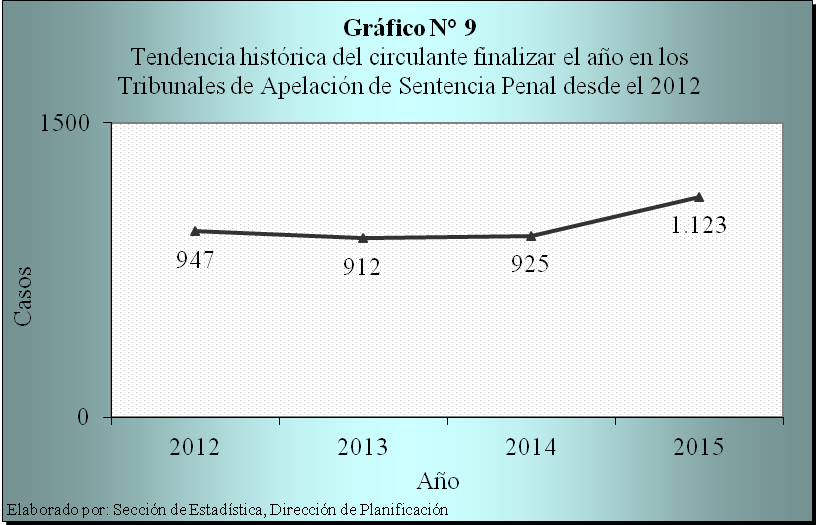 Gráfico N° 9
Tendencia histórica del circulante finalizar el año en los
Tribunales de Apelación de Sentencia Penal desde el 2012
1500
947
912
925
1.123
Casos
0
2012
2013
2014
2015
Año
Elaborado por: Sección de Estadística, Dirección de Planificación